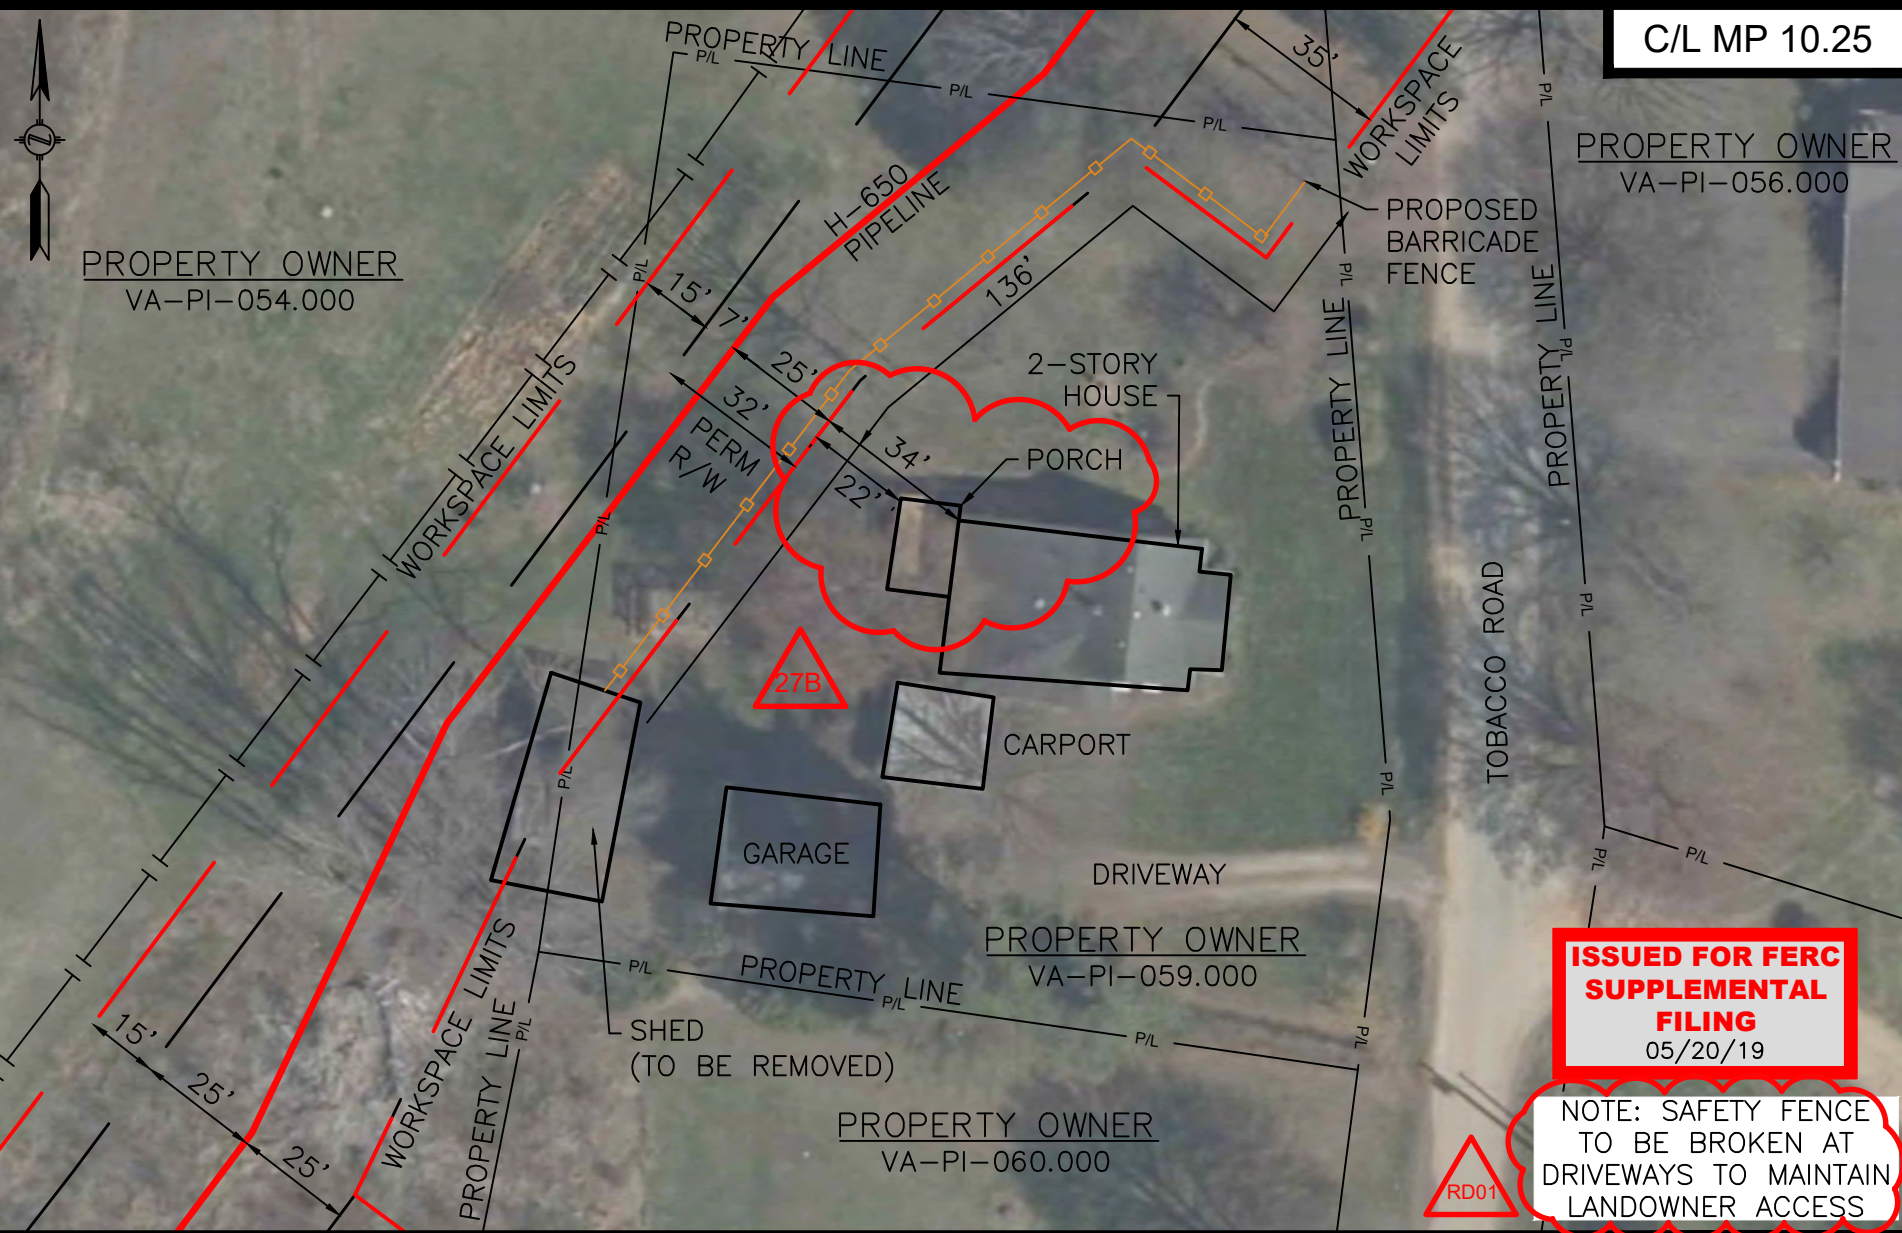 C/L MP 10.25
PROPERTY LINE
P/L
P/L
P/L
P/L
35'
WORKSPACE
LIMITS
PROPERTY OWNER
VA-PI-056.000
PROPERTY OWNER
VA-PI-054.000
H-650
PIPELINE
PROPOSED
BARRICADE
FENCE
P/L
P/L
15'
7'
136'
25'
32'
PERM
R/W
34'
22'
2-STORY
HOUSE
PORCH
PROPERTY LINE
P/L
PROPERTY LINE
P/L
P/L
P/L
WORKSPACE LIMITS
P/L
TOBACCO ROAD
27B
CARPORT
P/L
P/L
GARAGE
DRIVEWAY
P/L
P/L
PROPERTY OWNER
VA-PI-059.000
WORKSPACE LIMITS
PROPERTY LINE
P/L
P/L
PROPERTY LINE
P/L
P/L
P/L
SHED
(TO BE REMOVED)
15'
25'
25'
PROPERTY OWNER
VA-PI-060.000
ISSUED FOR FERC
SUPPLEMENTAL
FILING
05/20/19
RD01
NOTE: SAFETY FENCE
TO BE BROKEN AT
DRIVEWAYS TO MAINTAIN
LANDOWNER ACCESS